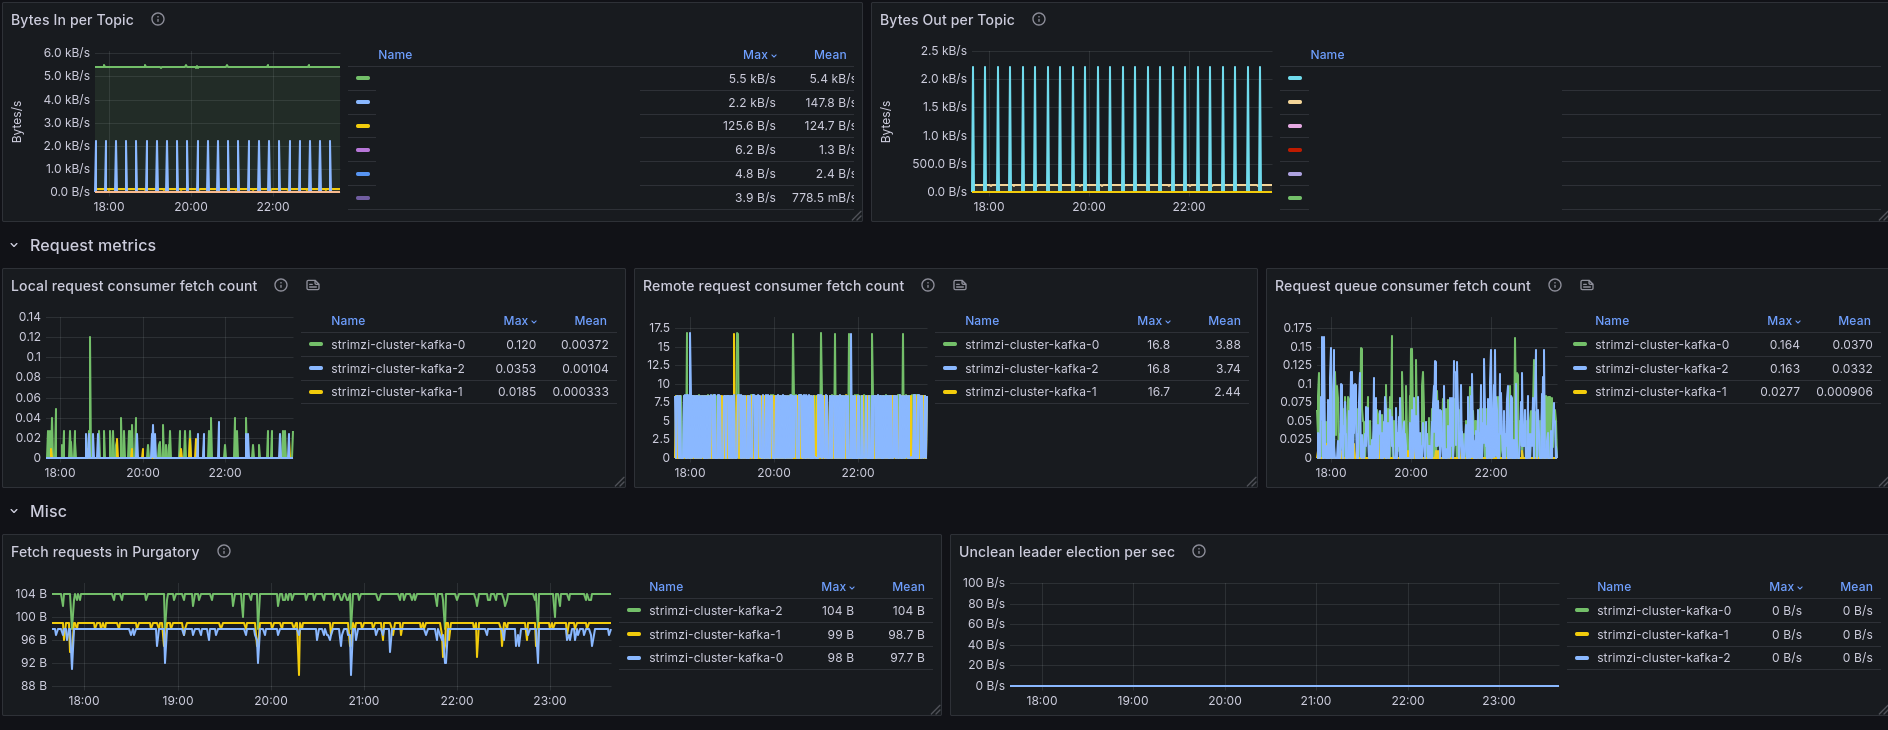 Bytes In per Topic
6.0 kB/s
5.0 kB/s
4.0 kB/s
3.0 kB/s
2.0 kB/s
1.0 kB/s
0.0 B/s
Bytes/s
18:00 20:00 22:00
Name Max Mean
5.5 kB/s 5.4 kB/s
2.2 kB/s 147.8 B/s
125.6 B/s 124.7 B/s
6.2 B/s 1.3 B/s
4.8 B/s 2.4 B/s
3.9 B/s 778.5 mB/s
Bytes Out per Topic
2.5 kB/s
2.0 kB/s
1.5 kB/s
1.0 kB/s
500.0 B/s
0.0 B/s
Bytes/s
18:00 20:00 22:00
Name
Request metrics
Local request consumer fetch count
0.14
0.12
0.1
0.08
0.06
0.04
0.02
0
18:00 20:00 22:00
Name Max Mean
strimzi-cluster-kafka-0 0.120 0.00372
strimzi-cluster-kafka-2 0.0353 0.00104
strimzi-cluster-kafka-1 0.0185 0.000333
Remote request consumer fetch count
17.5
15
12.5
10
7.5
5
2.5
0
18:00 20:00 22:00
Name Max Mean
strimzi-cluster-kafka-0 16.8 3.88
strimzi-cluster-kafka-2 16.8 3.74
strimzi-cluster-kafka-1 16.7 2.44
Request queue consumer fetch count
0.175
0.15
0.125
0.1
0.075
0.05
0.025
0
18:00 20:00 22:00
Name Max Mean
strimzi-cluster-kafka-0 0.164 0.0370
strimzi-cluster-kafka-2 0.163 0.0332
strimzi-cluster-kafka-1 0.0277 0.000906
Misc
Fetch requests in Purgatory
104 B
100 B
96 B
92 B
88 B
18:00 19:00 20:00 21:00 22:00 23:00
Name Max Mean
strimzi-cluster-kafka-2 104 B 104 B
strimzi-cluster-kafka-1 99 B 98.7 B
strimzi-cluster-kafka-0 98 B 97.7 B
Unclean leader election per sec
100 B/s
80 B/s
60 B/s
40 B/s
20 B/s
0 B/s
18:00 19:00 20:00 21:00 22:00 23:00
Name Max Mean
strimzi-cluster-kafka-0 0 B/s 0 B/s
strimzi-cluster-kafka-1 0 B/s 0 B/s
strimzi-cluster-kafka-2 0 B/s 0 B/s